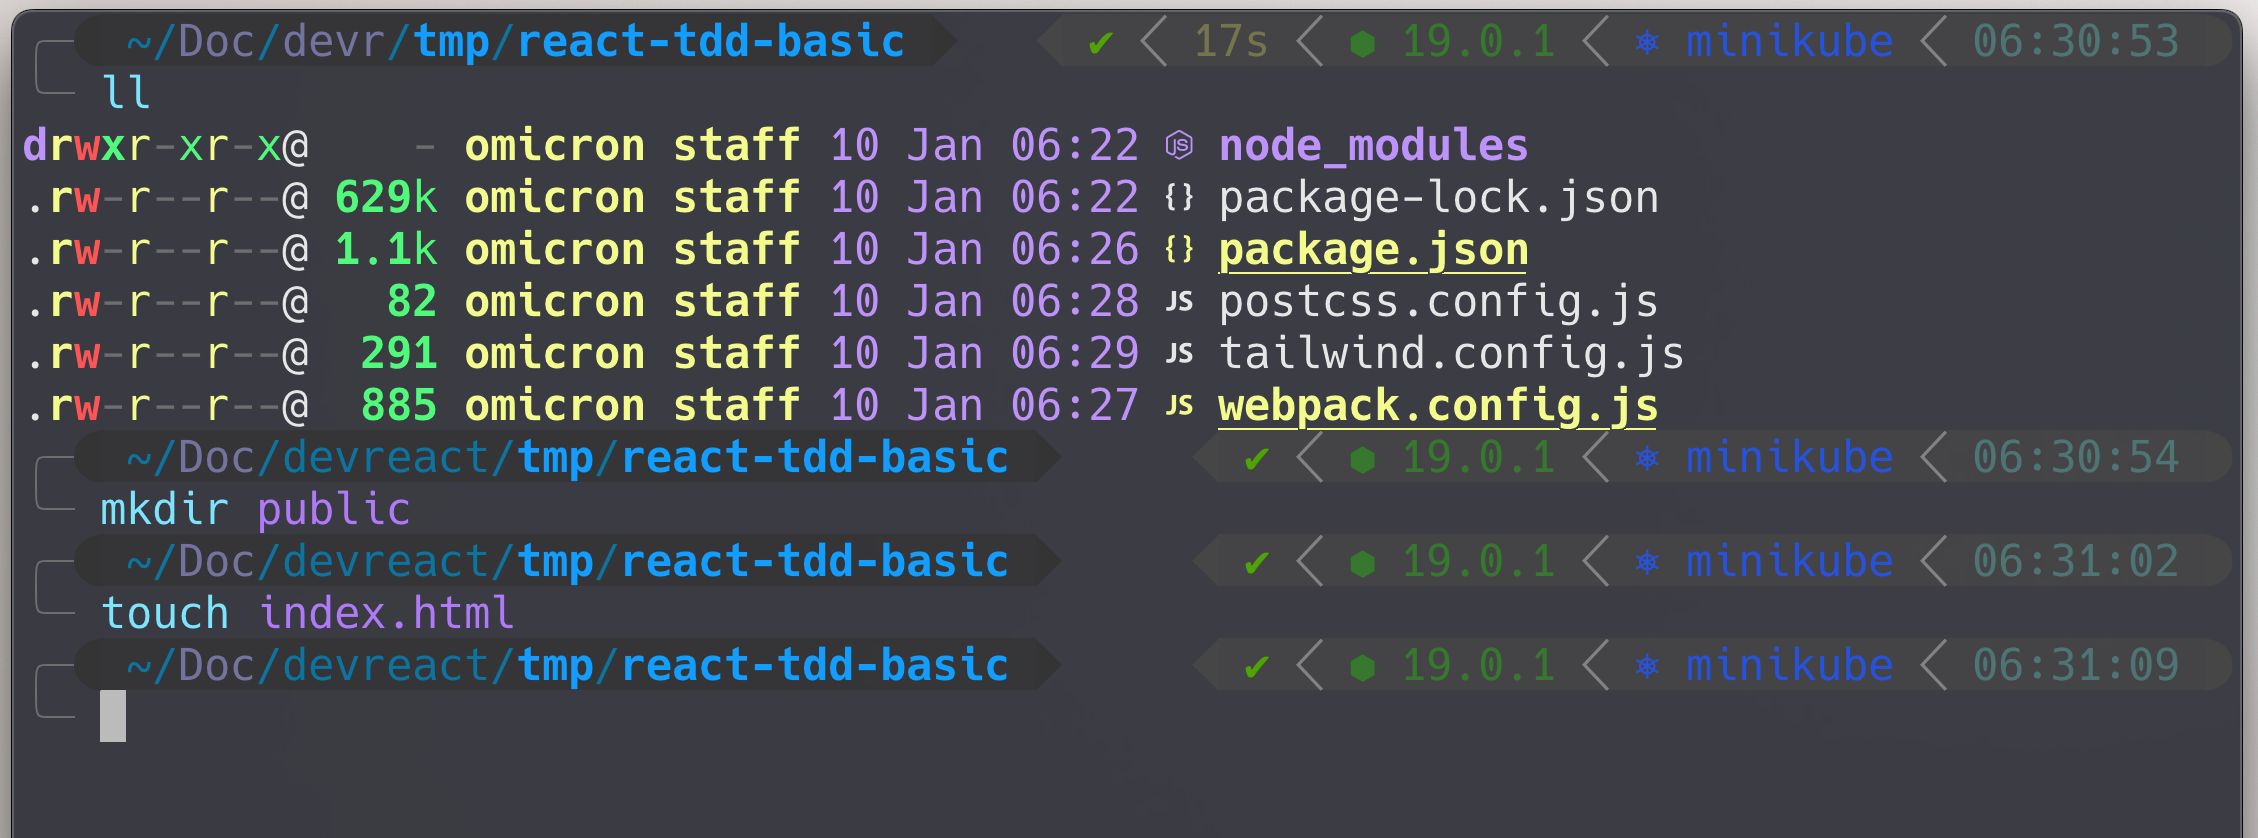 ~/Doc/devr/tmp/react-tdd-basic ✔ 17s ⬢ 19.0.1 ⎈ minikube 06:30:53
ll
drwxr-xr-x@ - omicron staff 10 Jan 06:22 node_modules
.rw-r--r--@ 629k omicron staff 10 Jan 06:22 {} package-lock.json
.rw-r--r--@ 1.1k omicron staff 10 Jan 06:26 {} package.json
.rw-r--r--@ 82 omicron staff 10 Jan 06:28 JS postcss.config.js
.rw-r--r--@ 291 omicron staff 10 Jan 06:29 JS tailwind.config.js
.rw-r--r--@ 885 omicron staff 10 Jan 06:27 JS webpack.config.js
~/Doc/devreact/tmp/react-tdd-basic ✔ ⬢ 19.0.1 ⎈ minikube 06:30:54
mkdir public
~/Doc/devreact/tmp/react-tdd-basic ✔ ⬢ 19.0.1 ⎈ minikube 06:31:02
touch index.html
~/Doc/devreact/tmp/react-tdd-basic ✔ ⬢ 19.0.1 ⎈ minikube 06:31:09